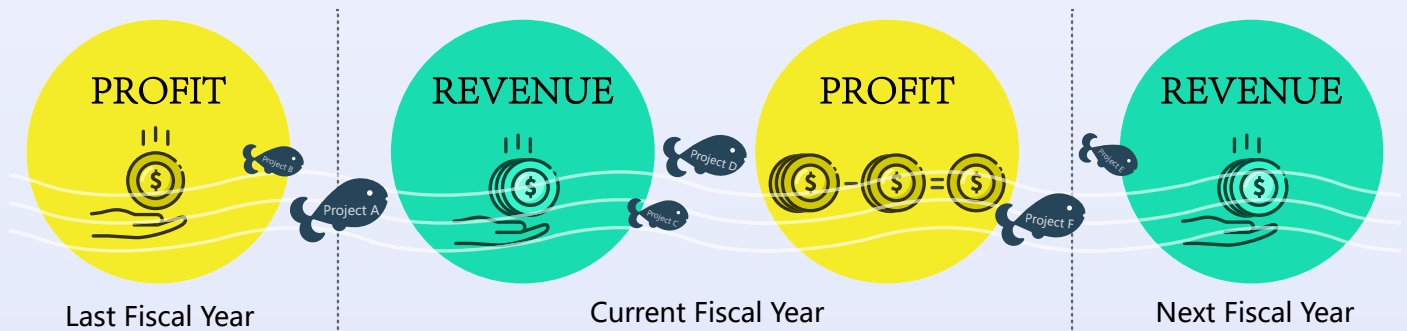 PROFIT
REVENUE
PROFIT
REVENUE
Project B
Project A
Project D
Project C
Project F
Project E
$
$
$
$
$
$
Last Fiscal Year
Current Fiscal Year
Next Fiscal Year